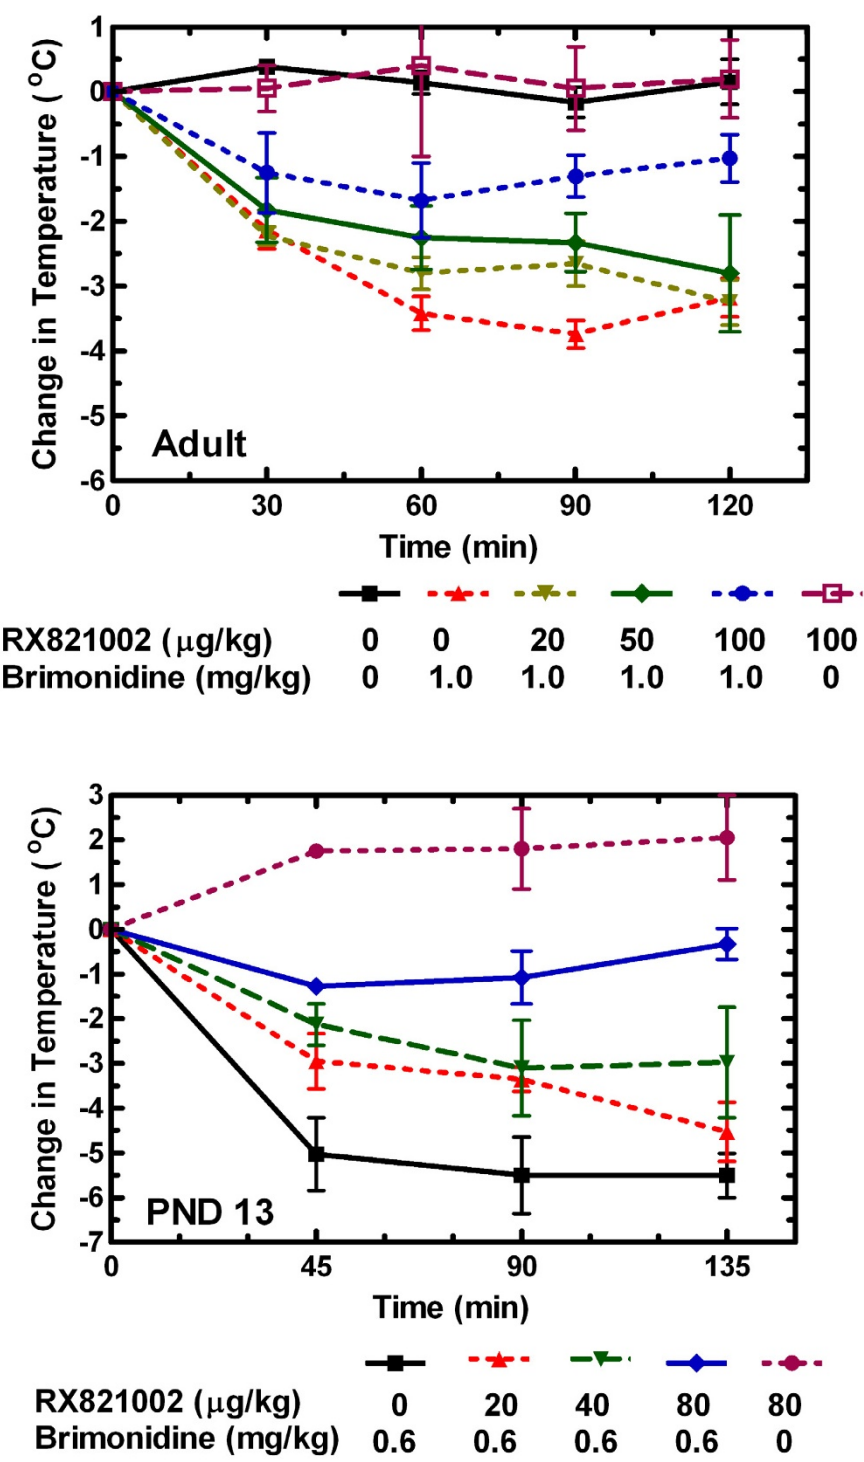 1
0
-1
-2
-3
-4
-5
-6
Change in Temperature ( °C)
Adult
0 30 60 90 120
Time (min)
RX821002 (μg/kg) 0 0 20 50 100 100
Brimonidine (mg/kg) 0 1.0 1.0 1.0 1.0 0
3
2
1
0
-1
-2
-3
-4
-5
-6
-7
Change in Temperature ( °C)
PND 13
0 45 90 135
Time (min)
RX821002 (μg/kg) 0 20 40 80 80
Brimonidine (mg/kg) 0.6 0.6 0.6 0.6 0